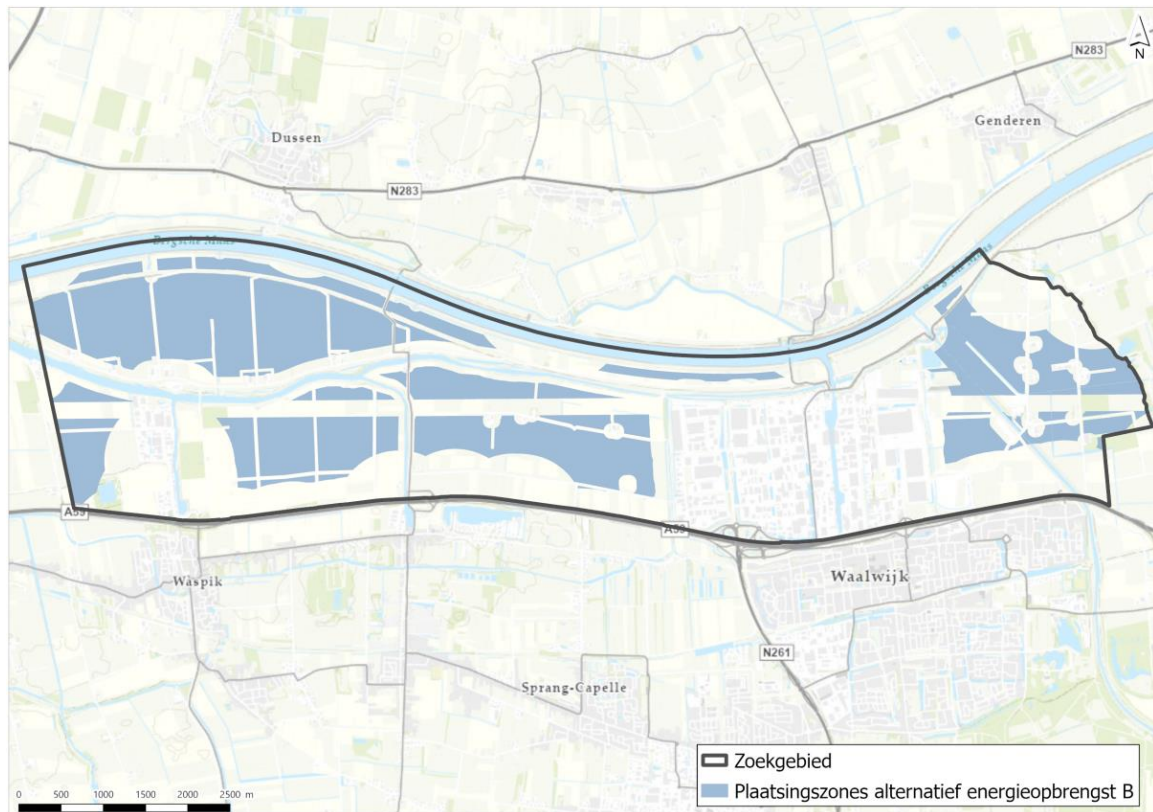 N
N283
Genderen
Dussen
N283
Bergsche Maas
A59
A59
Waspik
Waalwijk
N261
Sprang-Capelle
Zoekgebied
Plaatsingszones alternatief energieopbrengst B
0 500 1000 1500 2000 2500 m